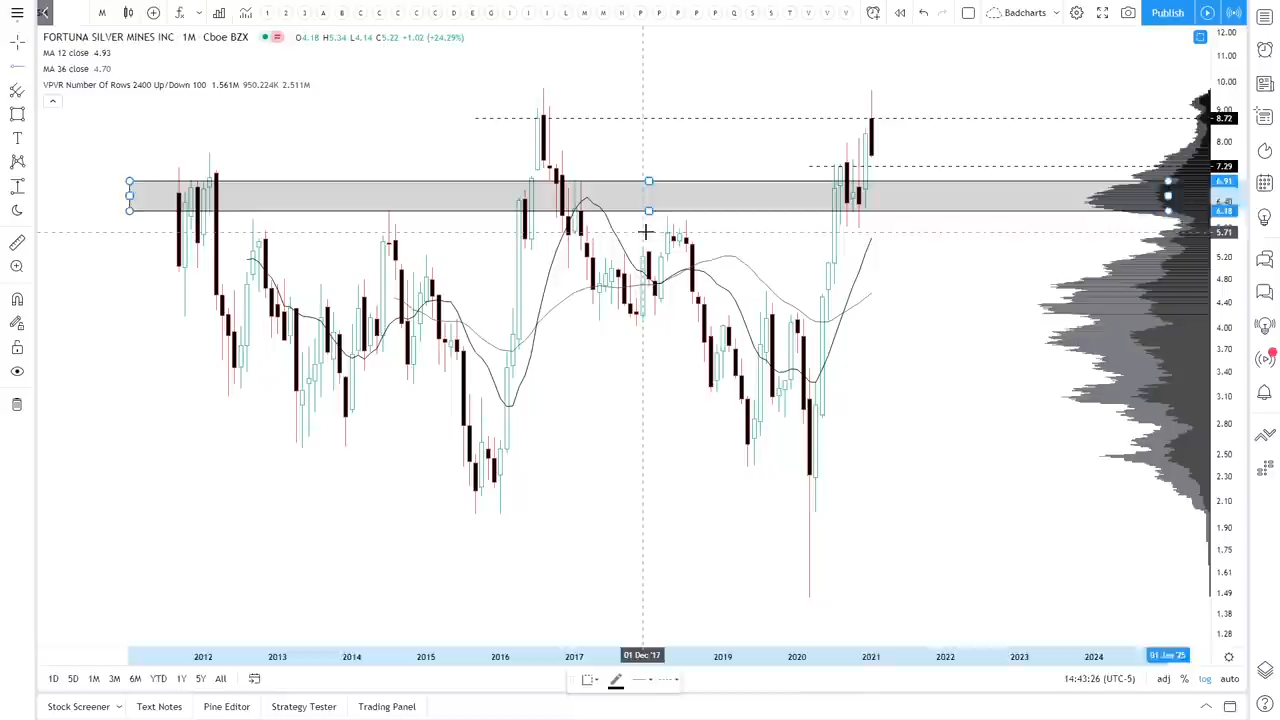 M
1 2 3 A B C C C C D E G I I I L M N P P P P Q S S T V V V
Badcharts
Publish
FORTUNA SILVER MINES INC 1M Cboe BZX
O4.18 H5.34 L4.14 C5.22 +1.02 (+24.29%)
MA 12 close 4.93
MA 36 close 4.70
VPVR Number Of Rows 2400 Up/Down 100 1.561M 950.224K 2.511M
12.00
11.00
10.00
9.00
8.72
8.00
7.29
6.91
6.40
6.18
5.71
5.20
4.80
4.40
4.00
3.70
3.40
3.10
2.80
2.50
2.30
2.10
1.90
1.75
1.61
1.49
1.38
1.28
2012 2013 2014 2015 2016 2017 01 Dec '17 2019 2020 2021 2022 2023 2024 01 Jan '25
1D 5D 1M 3M 6M YTD 1Y 5Y All
14:43:26 (UTC-5) adj % log auto
Stock Screener Text Notes Pine Editor Strategy Tester Trading Panel